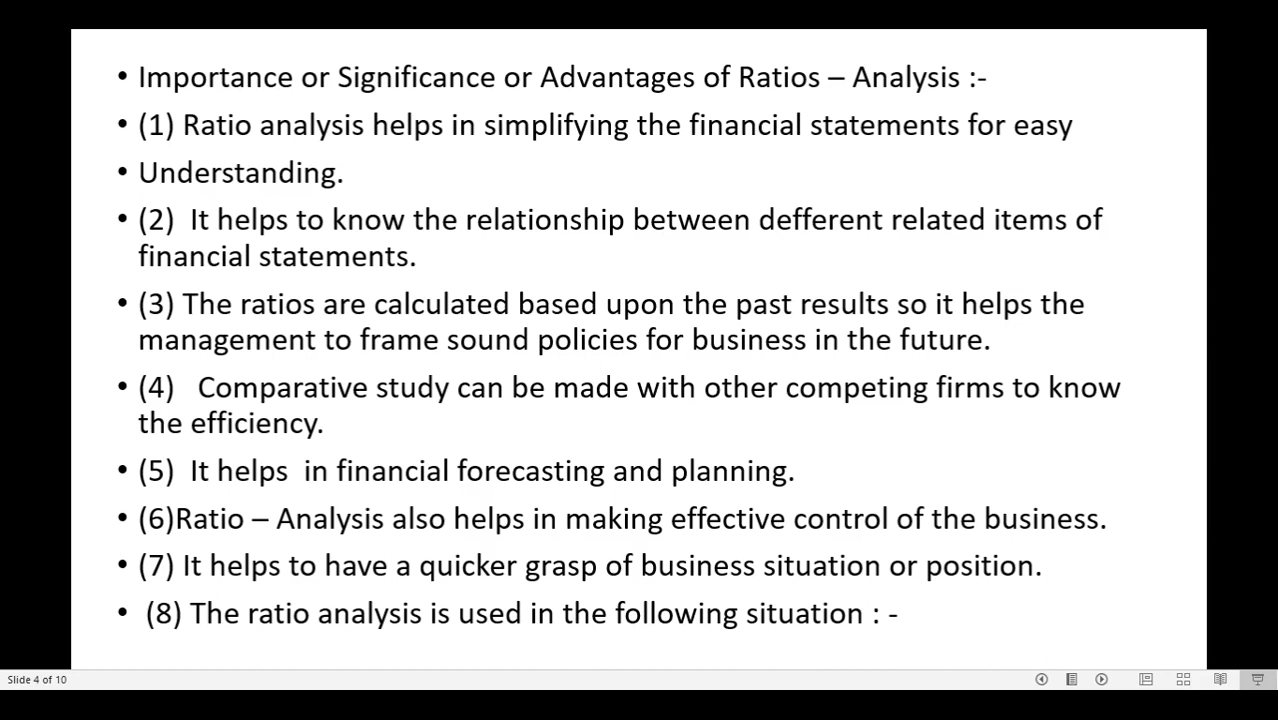 • Importance or Significance or Advantages of Ratios – Analysis :-
• (1) Ratio analysis helps in simplifying the financial statements for easy
• Understanding.
• (2)  It helps to know the relationship between defferent related items of
financial statements.
• (3) The ratios are calculated based upon the past results so it helps the
management to frame sound policies for business in the future.
• (4)   Comparative study can be made with other competing firms to know
the efficiency.
• (5)  It helps  in financial forecasting and planning.
• (6)Ratio – Analysis also helps in making effective control of the business.
• (7) It helps to have a quicker grasp of business situation or position.
• (8) The ratio analysis is used in the following situation : -
Slide 4 of 10